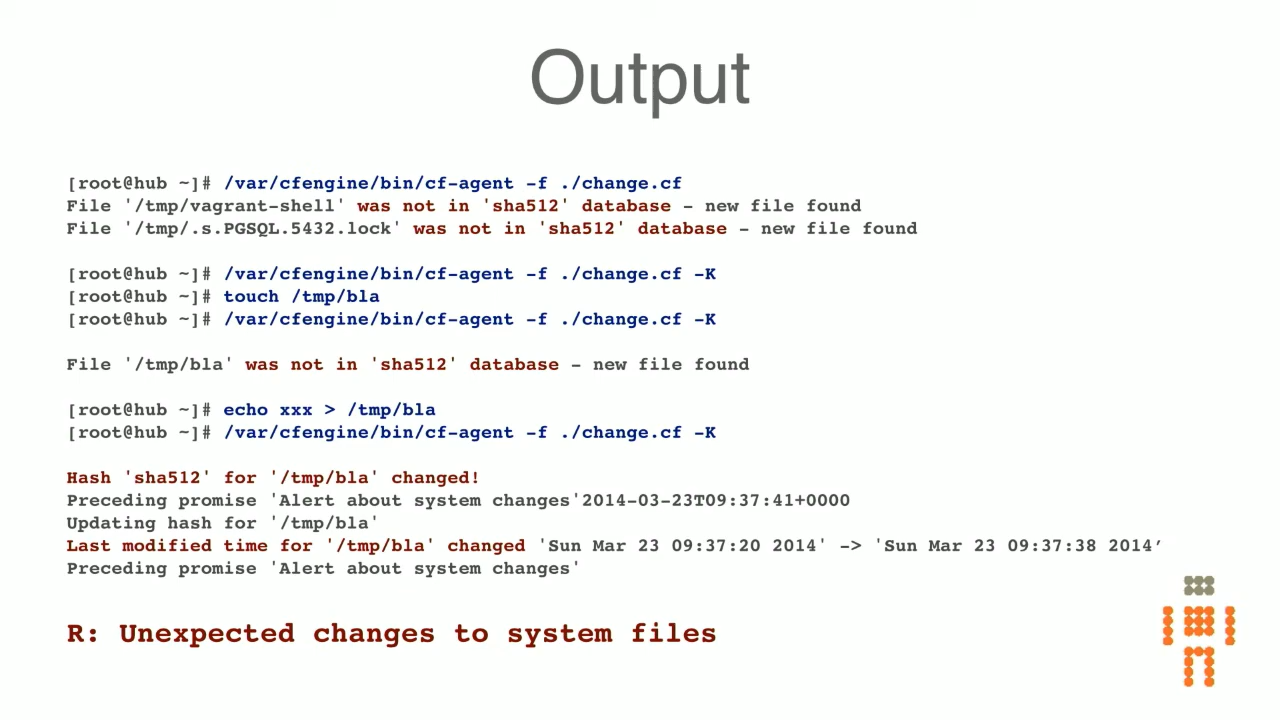 Output
[root@hub ~]# /var/cfengine/bin/cf-agent -f ./change.cf
File '/tmp/vagrant-shell' was not in 'sha512' database - new file found
File '/tmp/.s.PGSQL.5432.lock' was not in 'sha512' database - new file found
[root@hub ~]# /var/cfengine/bin/cf-agent -f ./change.cf -K
[root@hub ~]# touch /tmp/bla
[root@hub ~]# /var/cfengine/bin/cf-agent -f ./change.cf -K
File '/tmp/bla' was not in 'sha512' database - new file found
[root@hub ~]# echo xxx > /tmp/bla
[root@hub ~]# /var/cfengine/bin/cf-agent -f ./change.cf -K
Hash 'sha512' for '/tmp/bla' changed!
Preceding promise 'Alert about system changes'2014-03-23T09:37:41+0000
Updating hash for '/tmp/bla'
Last modified time for '/tmp/bla' changed 'Sun Mar 23 09:37:20 2014' -> 'Sun Mar 23 09:37:38 2014’
Preceding promise 'Alert about system changes'
R: Unexpected changes to system files